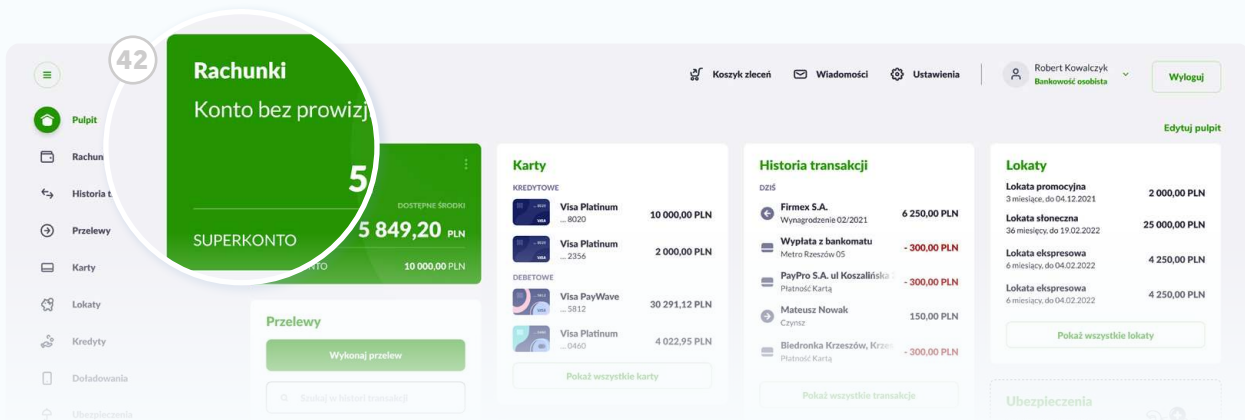 42
Rachunki
Konto bez prowizj
5
SUPERKONTO
Koszyk zleceń
Wiadomości
Ustawienia
Robert Kowalczyk
Bankowość osobista
Wyloguj
Edytuj pulpit
Pulpit
Rachun
Historia t
Przelewy
Karty
Lokaty
Kredyty
Doładowania
Ubezpieczenia
DOSTĘPNE ŚRODKI
5 849,20 PLN
NTO 10 000,00 PLN
Przelewy
Wykonaj przelew
Szukaj w historii transakcji
Karty
KREDYTOWE
Visa Platinum
... 8020
10 000,00 PLN
Visa Platinum
... 2356
2 000,00 PLN
DEBETOWE
Visa PayWave
... 5812
30 291,12 PLN
Visa Platinum
... 0460
4 022,95 PLN
Pokaż wszystkie karty
Historia transakcji
DZIŚ
Firmex S.A.
Wynagrodzenie 02/2021
6 250,00 PLN
Wypłata z bankomatu
Metro Rzeszów 05
- 300,00 PLN
PayPro S.A. ul Koszalińska
Płatność Kartą
- 300,00 PLN
Mateusz Nowak
Czynsz
150,00 PLN
Biedronka Krzeszów, Krzes
Płatność Kartą
- 300,00 PLN
Pokaż wszystkie transakcje
Lokaty
Lokata promocyjna
3 miesiące, do 04.12.2021
2 000,00 PLN
Lokata słoneczna
36 miesięcy, do 19.02.2022
25 000,00 PLN
Lokata ekspresowa
6 miesięcy, do 04.02.2022
4 250,00 PLN
Lokata ekspresowa
6 miesięcy, do 04.02.2022
4 250,00 PLN
Pokaż wszystkie lokaty
Ubezpieczenia